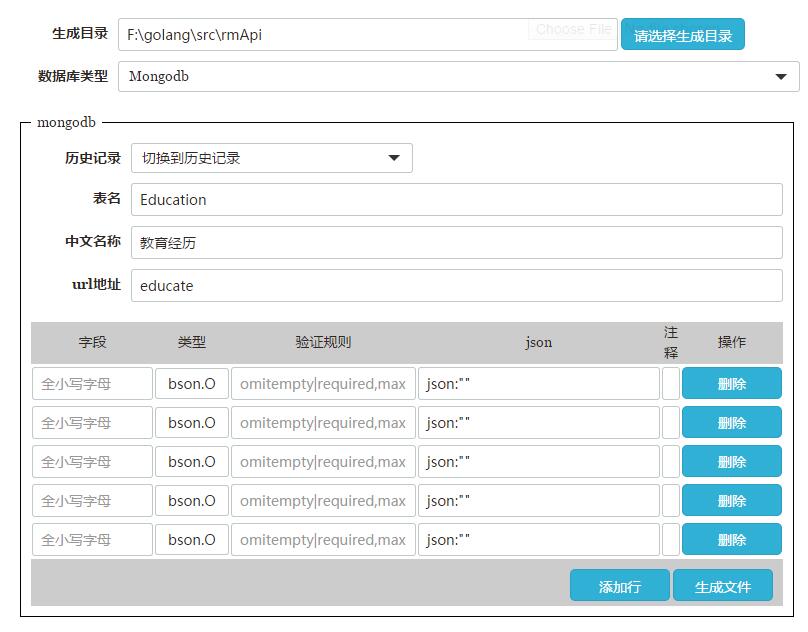 生成目录 F:\golang\src\rmApi Choose File 请选择生成目录
数据库类型 Mongodb
mongodb
历史记录 切换到历史记录
表名 Education
中文名称 教育经历
url地址 educate
字段 类型 验证规则 json 注释 操作
全小写字母 bson.O omitempty|required,max json:"" 删除
全小写字母 bson.O omitempty|required,max json:"" 删除
全小写字母 bson.O omitempty|required,max json:"" 删除
全小写字母 bson.O omitempty|required,max json:"" 删除
全小写字母 bson.O omitempty|required,max json:"" 删除
添加行 生成文件